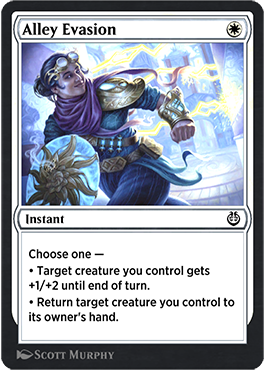 Alley Evasion
Instant
Choose one —
• Target creature you control gets
+1/+2 until end of turn.
• Return target creature you control to
its owner's hand.
Scott Murphy